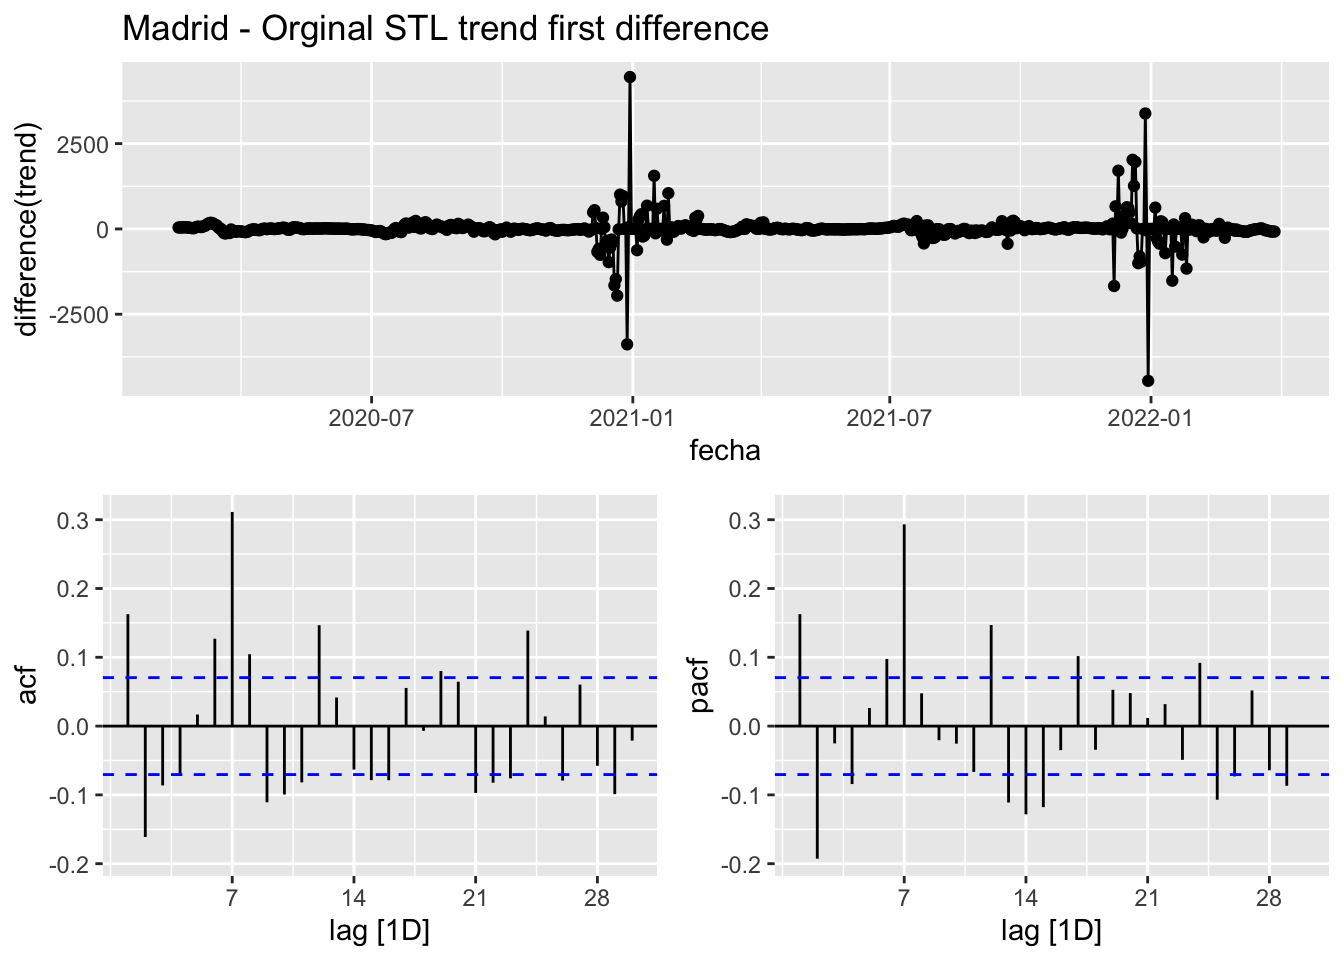 Madrid - Orginal STL trend first difference
difference(trend)
2500
0
-2500
2020-07 2021-01 2021-07 2022-01
fecha
acf
0.3
0.2
0.1
0.0
-0.1
-0.2
7 14 21 28
lag [1D]
pacf
0.3
0.2
0.1
0.0
-0.1
-0.2
7 14 21 28
lag [1D]